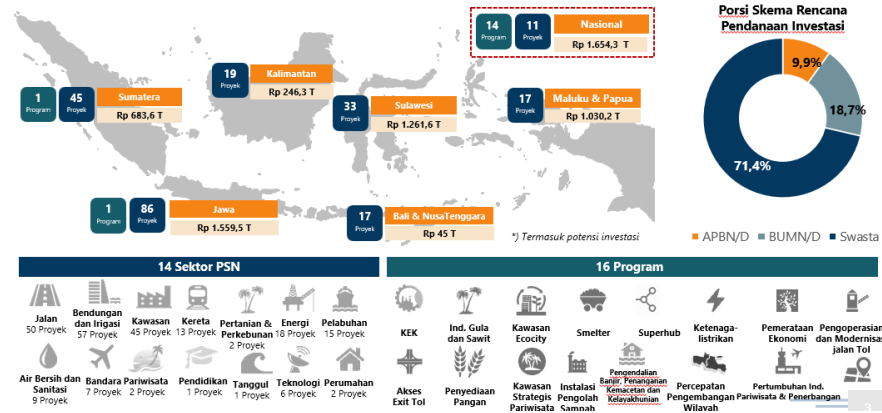 14
Program
11
Proyek
Nasional
Rp 1.654,3 T
19
Proyek
Kalimantan
Rp 246,3 T
1
Program
45
Proyek
Sumatera
Rp 683,6 T
33
Proyek
Sulawesi
Rp 1.261,6 T
17
Proyek
Maluku & Papua
Rp 1.030,2 T
1
Program
86
Proyek
Jawa
Rp 1.559,5 T
17
Proyek
Bali & NusaTenggara
Rp 45 T
*) Termasuk potensi investasi
Porsi Skema Rencana
Pendanaan Investasi
9,9%
18,7%
71,4%
APBN/D
BUMN/D
Swasta
14 Sektor PSN
Jalan
50 Proyek
Bendungan
dan Irigasi
57 Proyek
Kawasan
45 Proyek
Kereta
13 Proyek
Pertanian &
Perkebunan
2 Proyek
Energi
18 Proyek
Pelabuhan
15 Proyek
Air Bersih dan
Sanitasi
9 Proyek
Bandara
7 Proyek
Pariwisata
2 Proyek
Pendidikan
1 Proyek
Tanggul
1 Proyek
Teknologi
6 Proyek
Perumahan
2 Proyek
16 Program
KEK
Ind. Gula
dan Sawit
Kawasan
Ecocity
Smelter
Superhub
Ketenaga-
listrikan
Pemerataan
Ekonomi
Pengoperasian
dan Modernisasi
jalan Tol
Akses
Exit Tol
Penyediaan
Pangan
Kawasan
Strategis
Pariwisata
Instalasi
Pengolah
Sampah
Pengendalian
Banjir, Penanganan
Kemacetan dan
Kelayakhunian
Percepatan
Pengembangan
Wilayah
Pertumbuhan Ind.
Pariwisata & Penerbangan
3